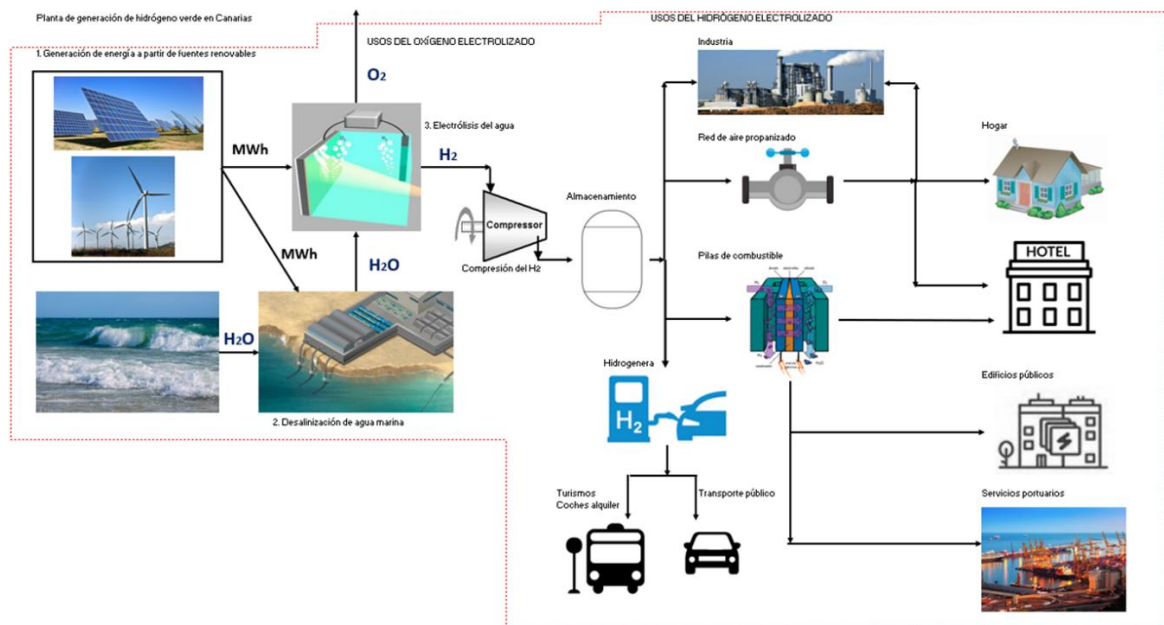 Planta de generación de hidrógeno verde en Canarias
USOS DEL HIDRÓGENO ELECTROLIZADO
USOS DEL OXÍGENO ELECTROLIZADO
1. Generación de energía a partir de fuentes renovables
O2
3. Electrólisis del agua
MWh
H2
MWh
H2O
H2O
2. Desalinización de agua marina
Compressor
Compresión del H2
Almacenamiento
Industria
Red de aire propanizado
Hogar
HOTEL
Pilas de combustible
Hidrogenera
H2
Edificios públicos
Turismos
Coches alquiler
Transporte público
Servicios portuarios